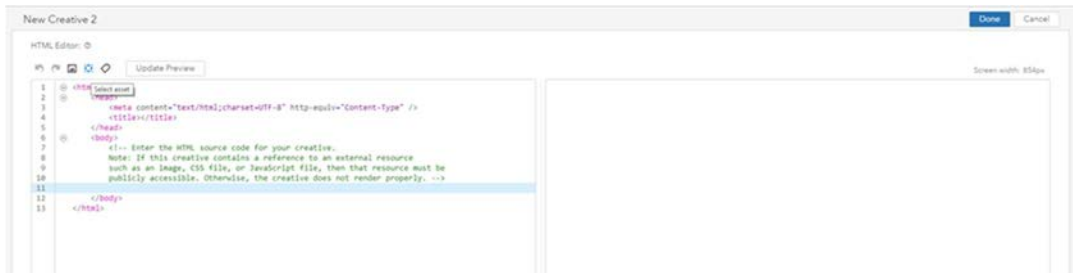 New Creative 2
Done Cancel
HTML Editor:
Update Preview
Screen width: 854px
Select asset
1 <html
2 <head>
3 <meta content="text/html;charset=UTF-8" http-equiv="Content-Type" />
4 <title></title>
5 </head>
6 <body>
7 <!-- Enter the HTML source code for your creative.
8 Note: If this creative contains a reference to an external resource
9 such as an image, CSS file, or JavaScript file, then that resource must be
10 publicly accessible. Otherwise, the creative does not render properly. -->
11
12 </body>
13 </html>